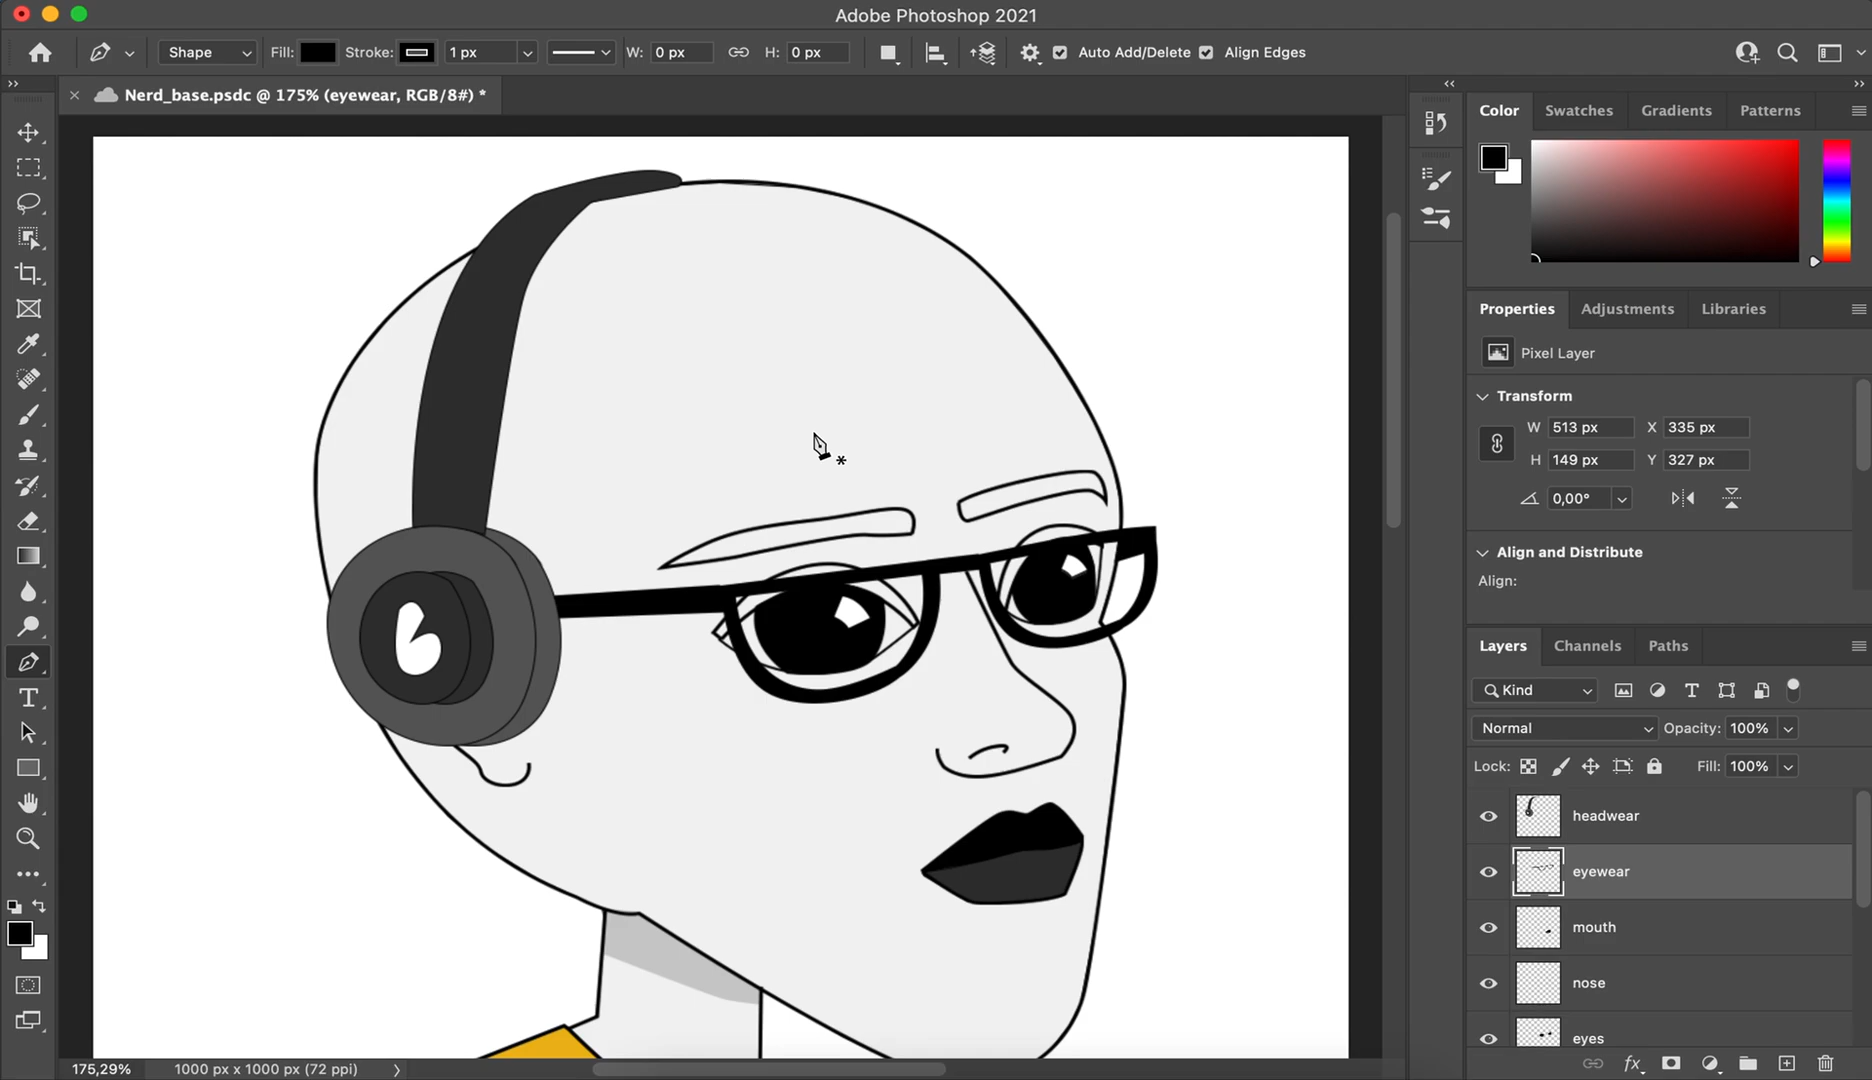 Adobe Photoshop 2021
Shape Fill: Stroke: 1 px W: 0 px H: 0 px Auto Add/Delete Align Edges
Nerd_base.psdc @ 175% (eyewear, RGB/8#) *
Color Swatches Gradients Patterns
Properties Adjustments Libraries
Pixel Layer
Transform
W 513 px X 335 px
H 149 px Y 327 px
0,00°
Align and Distribute
Align:
Layers Channels Paths
Kind
Normal Opacity: 100%
Lock: Fill: 100%
headwear
eyewear
mouth
nose
eyes
175,29% 1000 px x 1000 px (72 ppi)